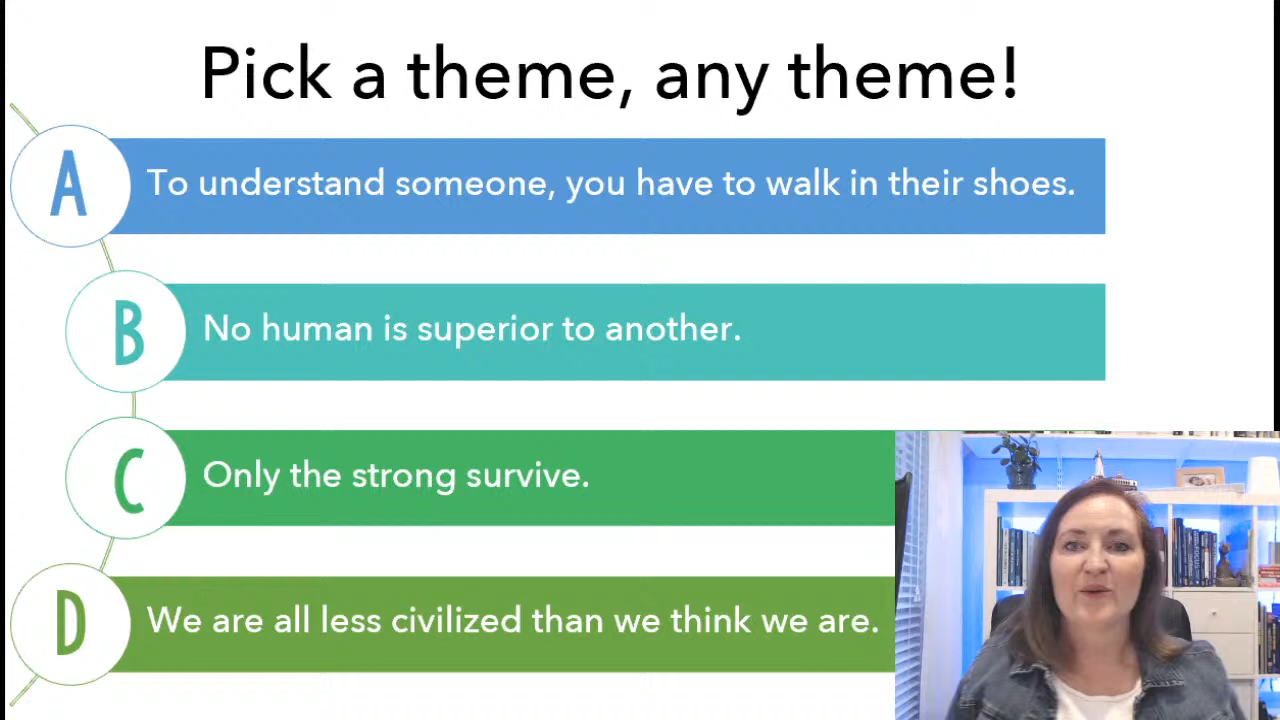 Pick a theme, any theme!
A
To understand someone, you have to walk in their shoes.
B
No human is superior to another.
C
Only the strong survive.
D
We are all less civilized than we think we are.